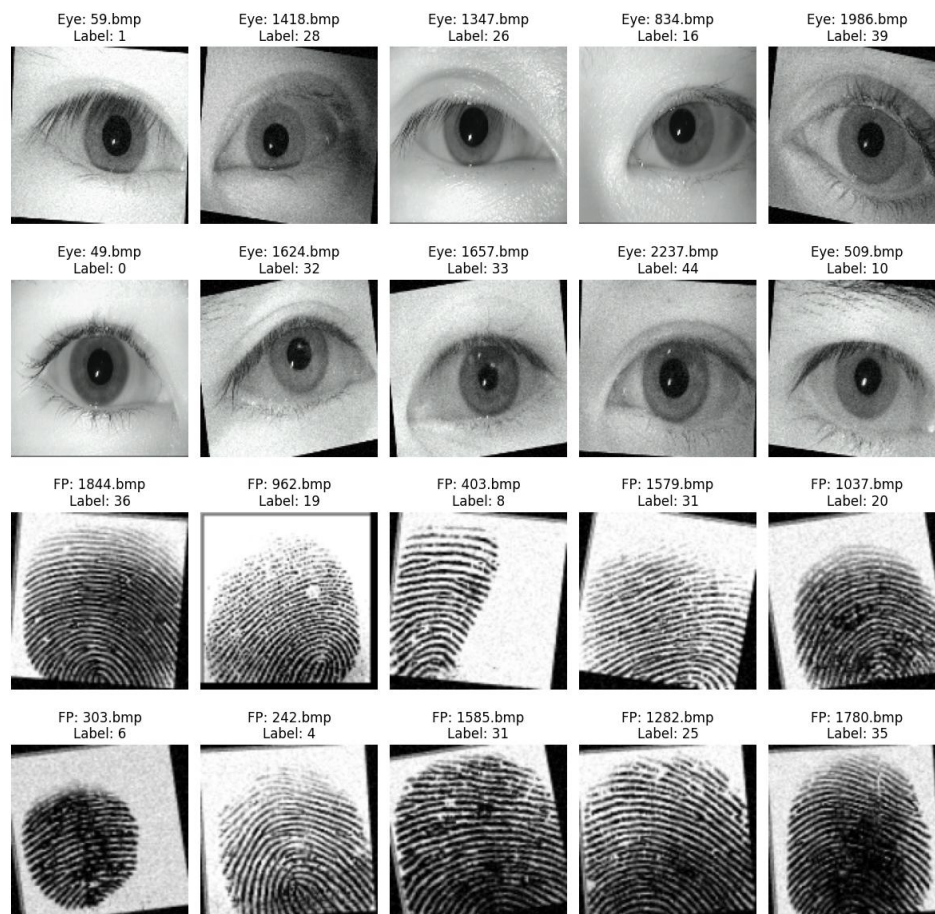 Eye: 59.bmp
Label: 1
Eye: 1418.bmp
Label: 28
Eye: 1347.bmp
Label: 26
Eye: 834.bmp
Label: 16
Eye: 1986.bmp
Label: 39
Eye: 49.bmp
Label: 0
Eye: 1624.bmp
Label: 32
Eye: 1657.bmp
Label: 33
Eye: 2237.bmp
Label: 44
Eye: 509.bmp
Label: 10
FP: 1844.bmp
Label: 36
FP: 962.bmp
Label: 19
FP: 403.bmp
Label: 8
FP: 1579.bmp
Label: 31
FP: 1037.bmp
Label: 20
FP: 303.bmp
Label: 6
FP: 242.bmp
Label: 4
FP: 1585.bmp
Label: 31
FP: 1282.bmp
Label: 25
FP: 1780.bmp
Label: 35